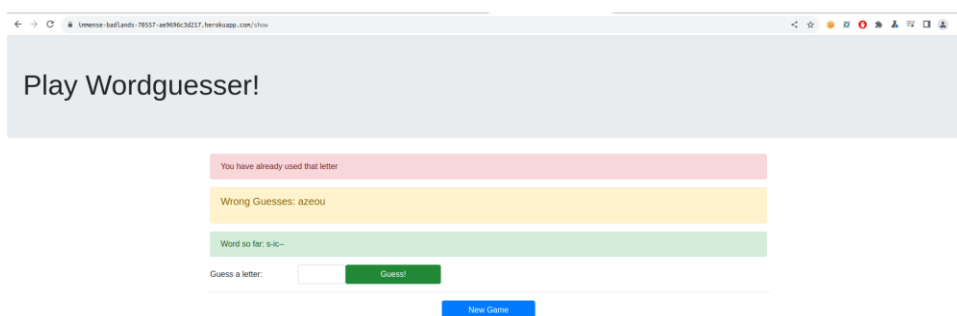 immense-badlands-70557-ae9696c3d217.herokuapp.com/show
Play Wordguesser!
You have already used that letter
Wrong Guesses: azeou
Word so far: s-ic--
Guess a letter:
Guess!
New Game